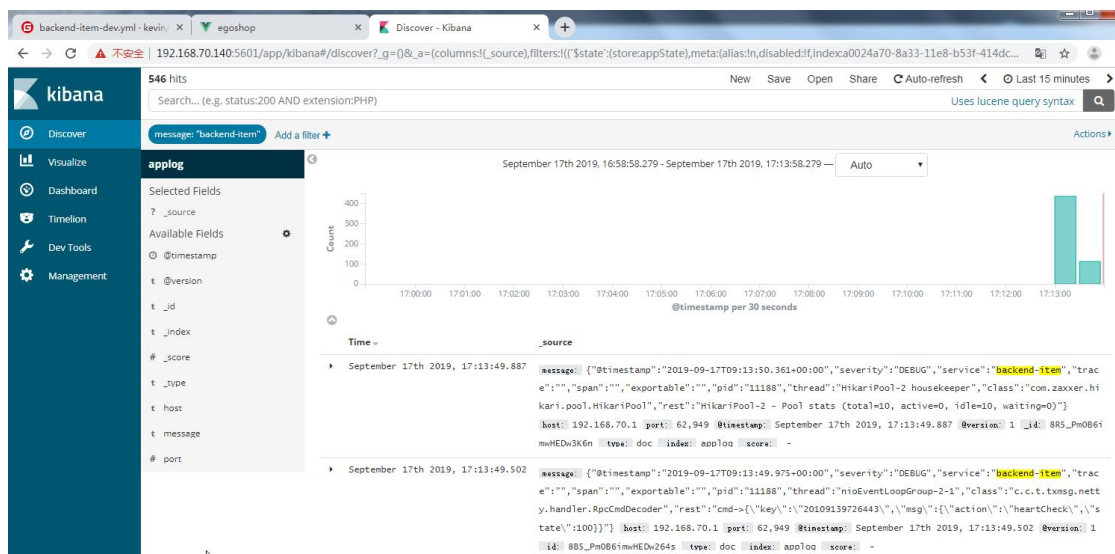 backend-item-dev.yml · kevin/
egoshop
Discover - Kibana
不安全 | 192.168.70.140:5601/app/kibana#/discover?_g=()&_a=(columns:!(_source),filters:!(('$state':(store:appState),meta:(alias:!n,disabled:!f,index:a0024a70-8a33-11e8-b53f-414dc...
kibana
Discover
Visualize
Dashboard
Timelion
Dev Tools
Management
546 hits
New Save Open Share Auto-refresh Last 15 minutes
Search... (e.g. status:200 AND extension:PHP)
Uses lucene query syntax
message: "backend-item"
Add a filter +
Actions
applog
Selected Fields
? _source
Available Fields
@timestamp
t @version
t _id
t _index
# _score
t _type
t host
t message
# port
September 17th 2019, 16:58:58.279 - September 17th 2019, 17:13:58.279 —
Auto
Count
400
300
200
100
0
17:00:00 17:01:00 17:02:00 17:03:00 17:04:00 17:05:00 17:06:00 17:07:00 17:08:00 17:09:00 17:10:00 17:11:00 17:12:00 17:13:00
@timestamp per 30 seconds
Time _source
September 17th 2019, 17:13:49.887
message: {"@timestamp":"2019-09-17T09:13:50.361+00:00","severity":"DEBUG","service":"backend-item","trac
e":"","span":"","exportable":"","pid":"11188","thread":"HikariPool-2 housekeeper","class":"com.zaxxer.hi
kari.pool.HikariPool","rest":"HikariPool-2 - Pool stats (total=10, active=0, idle=10, waiting=0)"}
host: 192.168.70.1 port: 62,949 @timestamp: September 17th 2019, 17:13:49.887 @version: 1 _id: 8R5_PmOB6i
mwHEDw3K6n _type: doc _index: applog _score: -
September 17th 2019, 17:13:49.502
message: {"@timestamp":"2019-09-17T09:13:49.975+00:00","severity":"DEBUG","service":"backend-item","trac
e":"","span":"","exportable":"","pid":"11188","thread":"nioEventLoopGroup-2-1","class":"c.c.t.txmsg.nett
y.handler.RpcCmdDecoder","rest":"cmd->{\"key\":\"20109139726443\",\"msg\":{\"action\":\"heartCheck\",\"s
tate\":100}}"} host: 192.168.70.1 port: 62,949 @timestamp: September 17th 2019, 17:13:49.502 @version: 1
_id: 8B5_PmOB6imwHEDw264s _type: doc _index: applog _score: -